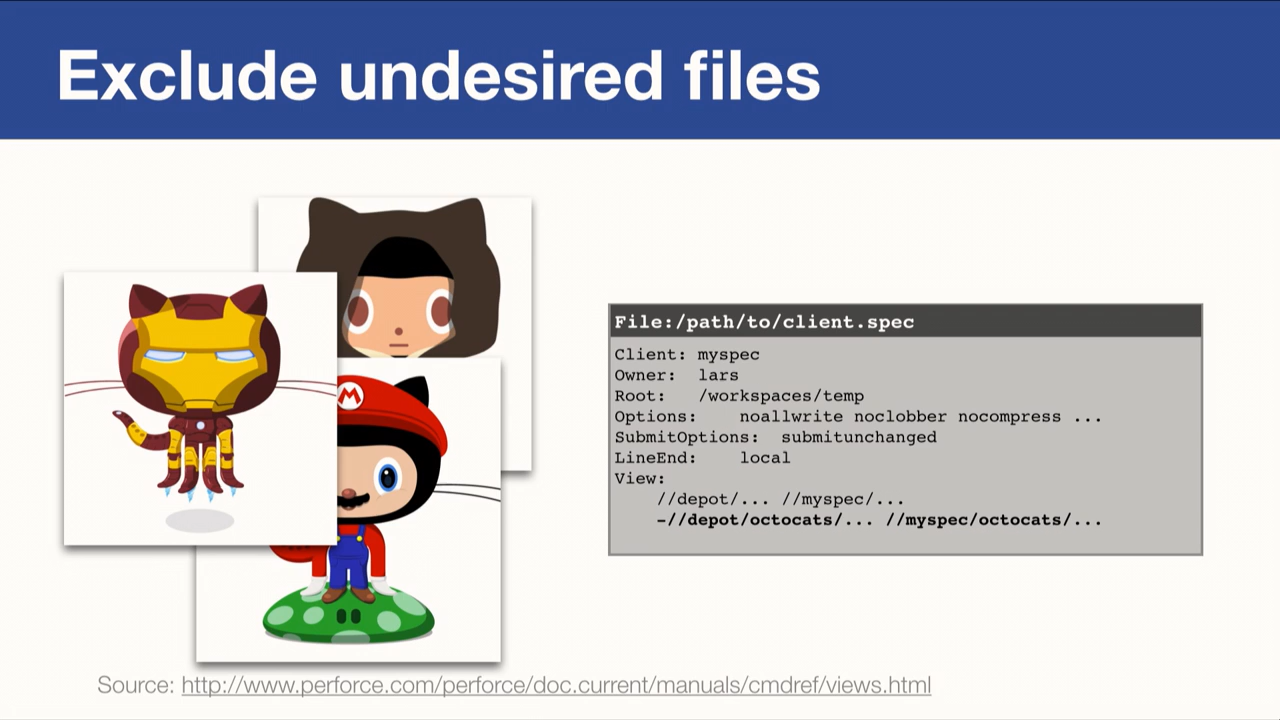 Exclude undesired files
M
File:/path/to/client.spec
Client: myspec
Owner: lars
Root: /workspaces/temp
Options: noallwrite noclobber nocompress ...
SubmitOptions: submitunchanged
LineEnd: local
View:
//depot/... //myspec/...
-//depot/octocats/... //myspec/octocats/...
Source: http://www.perforce.com/perforce/doc.current/manuals/cmdref/views.html